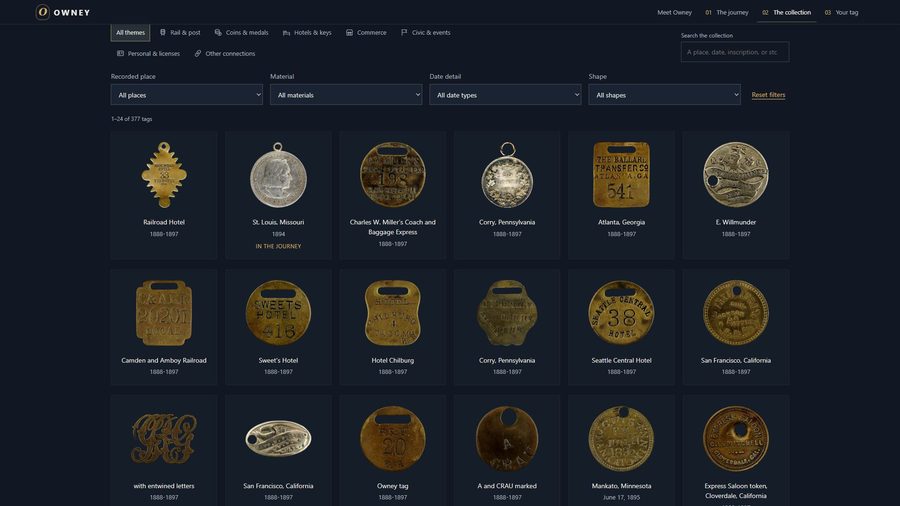 O OWNEY
Meet Owney 01 The journey 02 The collection 03 Your tag
All themes Rail & post Coins & medals Hotels & keys Commerce Civic & events
Personal & licenses Other connections
Search the collection
A place, date, inscription, or etc.
Recorded place Material Date detail Shape
All places All materials All date types All shapes Reset filters
1–24 of 377 tags
THE BALLARD
TRANSFER CO
ATLANTA, GA
541
Railroad Hotel
1888-1897
St. Louis, Missouri
1894
IN THE JOURNEY
Charles W. Miller's Coach and
Baggage Express
1888-1897
Corry, Pennsylvania
1888-1897
Atlanta, Georgia
1888-1897
E. Willmunder
1888-1897
SWEETS
HOTEL
416
SEATTLE CENTRAL
38
HOTEL
Camden and Amboy Railroad
1888-1897
Sweet's Hotel
1888-1897
Hotel Chilburg
1888-1897
Corry, Pennsylvania
1888-1897
Seattle Central Hotel
1888-1897
San Francisco, California
1888-1897
20
A
CRAU
with entwined letters
1888-1897
San Francisco, California
1888-1897
Owney tag
1888-1897
A and CRAU marked
1888-1897
Mankato, Minnesota
June 17, 1895
Express Saloon token,
Cloverdale, California